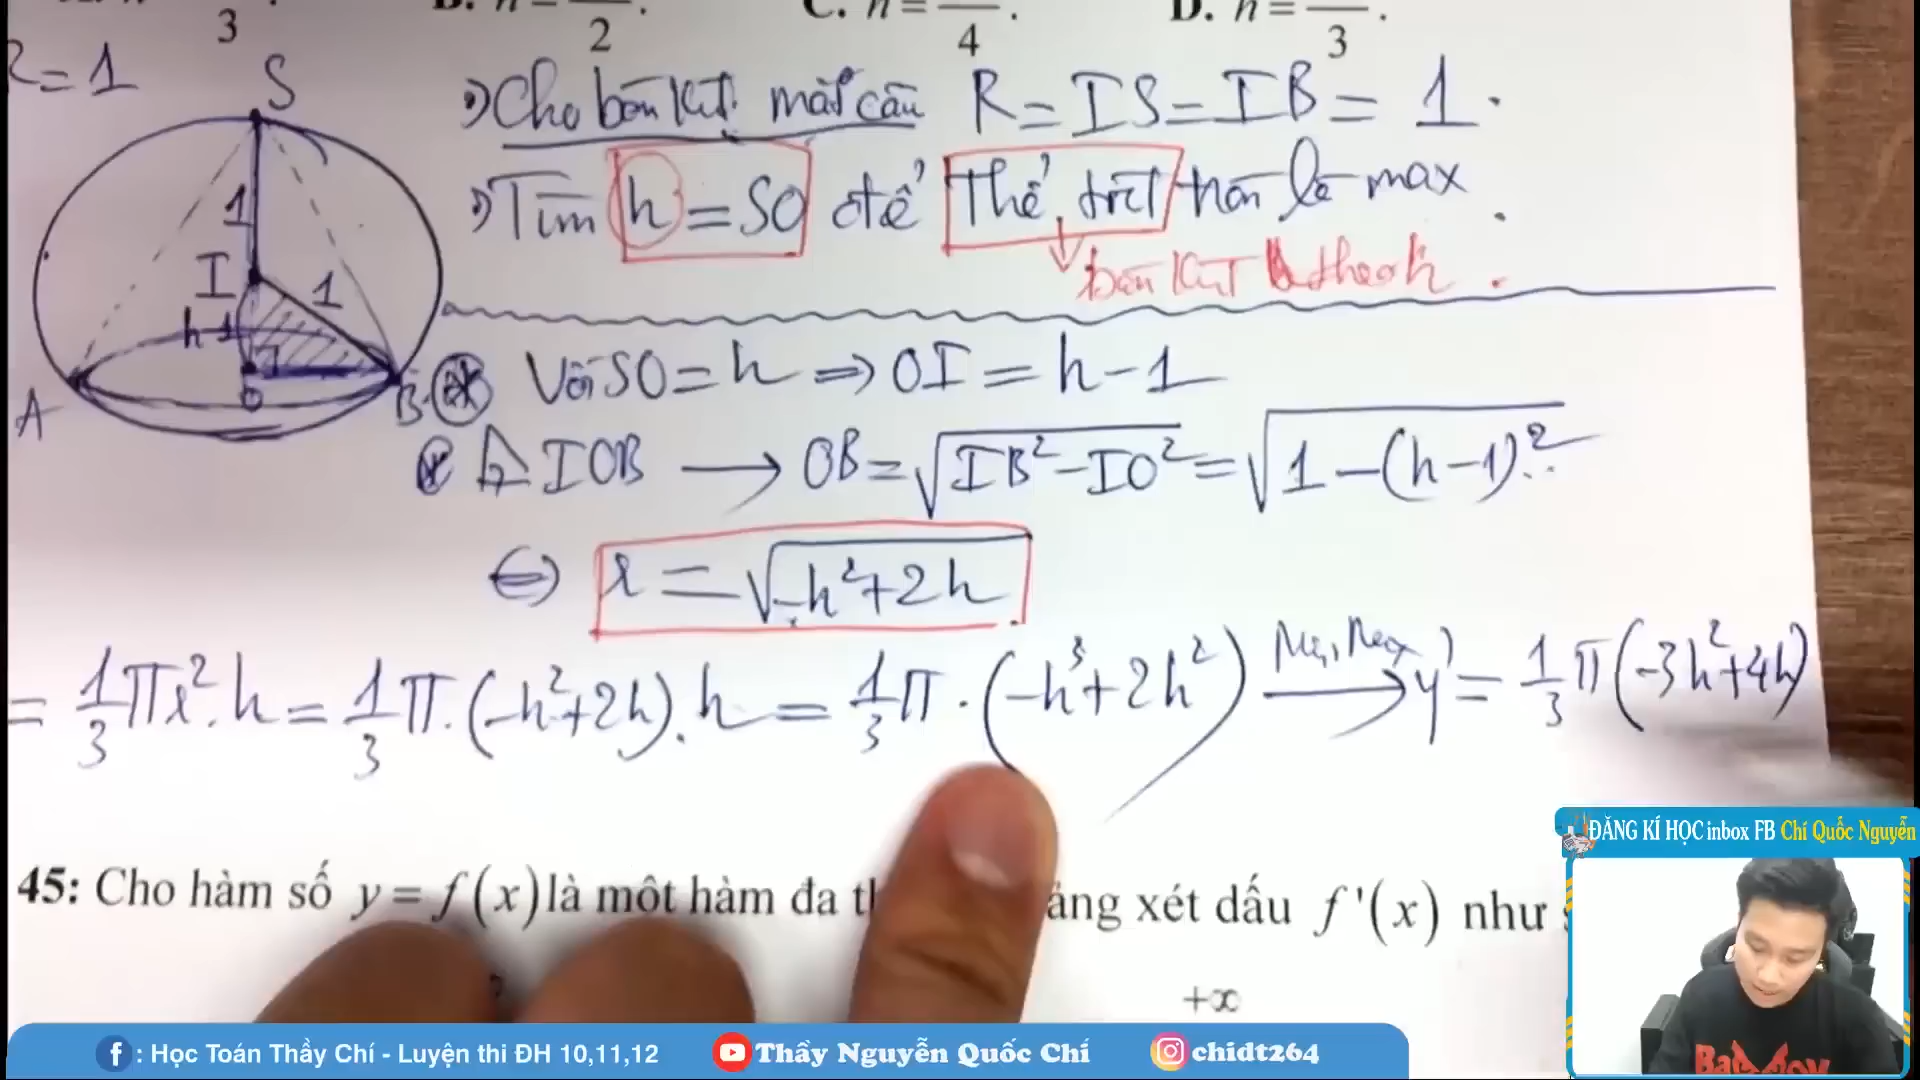 3
B. h = 2 .
C. h = 4 .
D. h = 3 .
R = 1
S
1
I
1
h-1
O
A
B
Cho bán kính mặt cầu R = IS = IB = 1.
Tìm h = SO để Thể tích nón là max.
bán kính theo h.
Với SO = h ⇒ OI = h - 1
IOB → OB = √(IB² - IO²) = √(1 - (h-1)²)
⇔ r = √(-h² + 2h)
= 1/3 π r² . h = 1/3 π . (-h² + 2h) . h = 1/3 π . (-h³ + 2h²) → y' = 1/3 π (-3h² + 4h)
45: Cho hàm số y = f(x) là một hàm đa xét dấu f'(x) như
+∞
ĐĂNG KÍ HỌC inbox FB Chí Quốc Nguyễn
f : Học Toán Thầy Chí - Luyện thi ĐH 10,11,12
Thầy Nguyễn Quốc Chí
chidt264